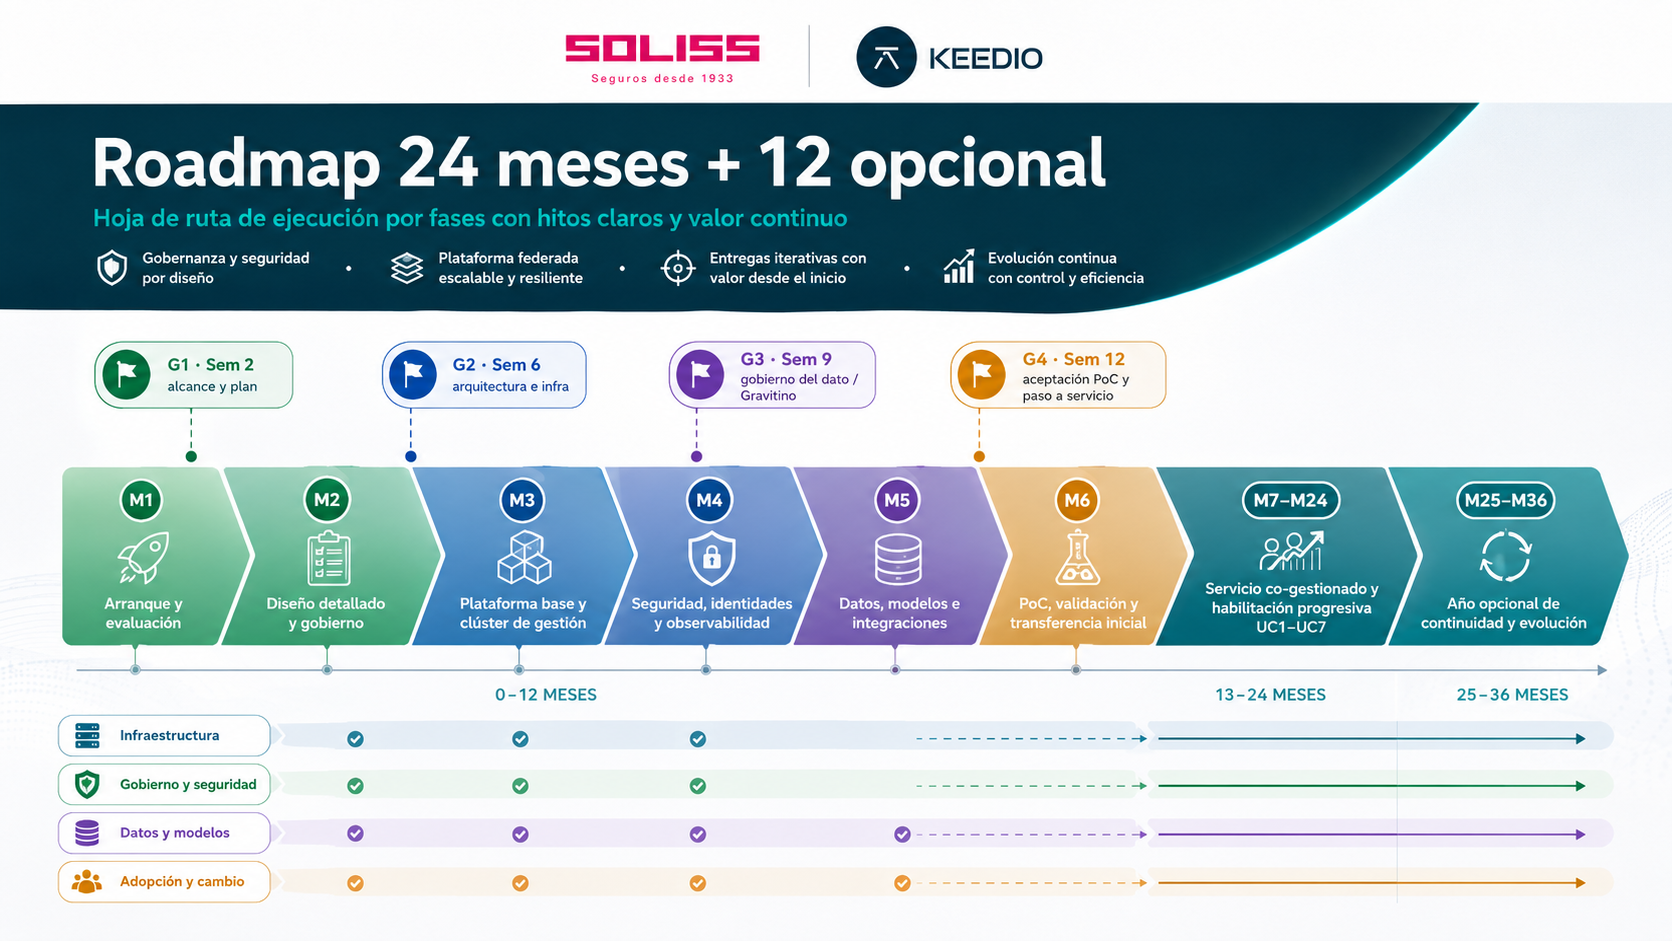 SOLISS
Seguros desde 1933
KEEDIO
Roadmap 24 meses + 12 opcional
Hoja de ruta de ejecución por fases con hitos claros y valor continuo
Gobernanza y seguridad
por diseño
•
Plataforma federada
escalable y resiliente
•
Entregas iterativas con
valor desde el inicio
•
Evolución continua
con control y eficiencia
G1 · Sem 2
alcance y plan
G2 · Sem 6
arquitectura e infra
G3 · Sem 9
gobierno del dato /
Gravitino
G4 · Sem 12
aceptación PoC y
paso a servicio
M1
Arranque y
evaluación
M2
Diseño detallado
y gobierno
M3
Plataforma base y
clúster de gestión
M4
Seguridad, identidades
y observabilidad
M5
Datos, modelos e
integraciones
M6
PoC, validación y
transferencia inicial
M7–M24
Servicio co-gestionado y
habilitación progresiva
UC1–UC7
M25–M36
Año opcional de
continuidad y evolución
0–12 MESES
13–24 MESES
25–36 MESES
Infraestructura
Gobierno y seguridad
Datos y modelos
Adopción y cambio